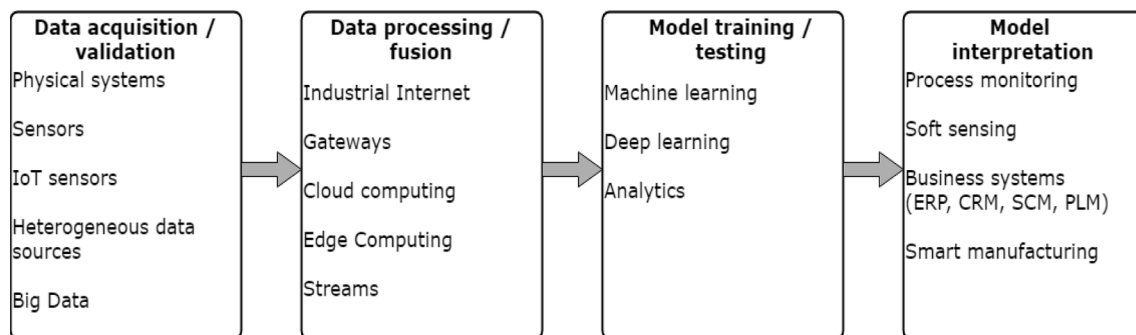 Data acquisition /
validation
Physical systems
Sensors
IoT sensors
Heterogeneous data
sources
Big Data
Data processing /
fusion
Industrial Internet
Gateways
Cloud computing
Edge Computing
Streams
Model training /
testing
Machine learning
Deep learning
Analytics
Model
interpretation
Process monitoring
Soft sensing
Business systems
(ERP, CRM, SCM, PLM)
Smart manufacturing